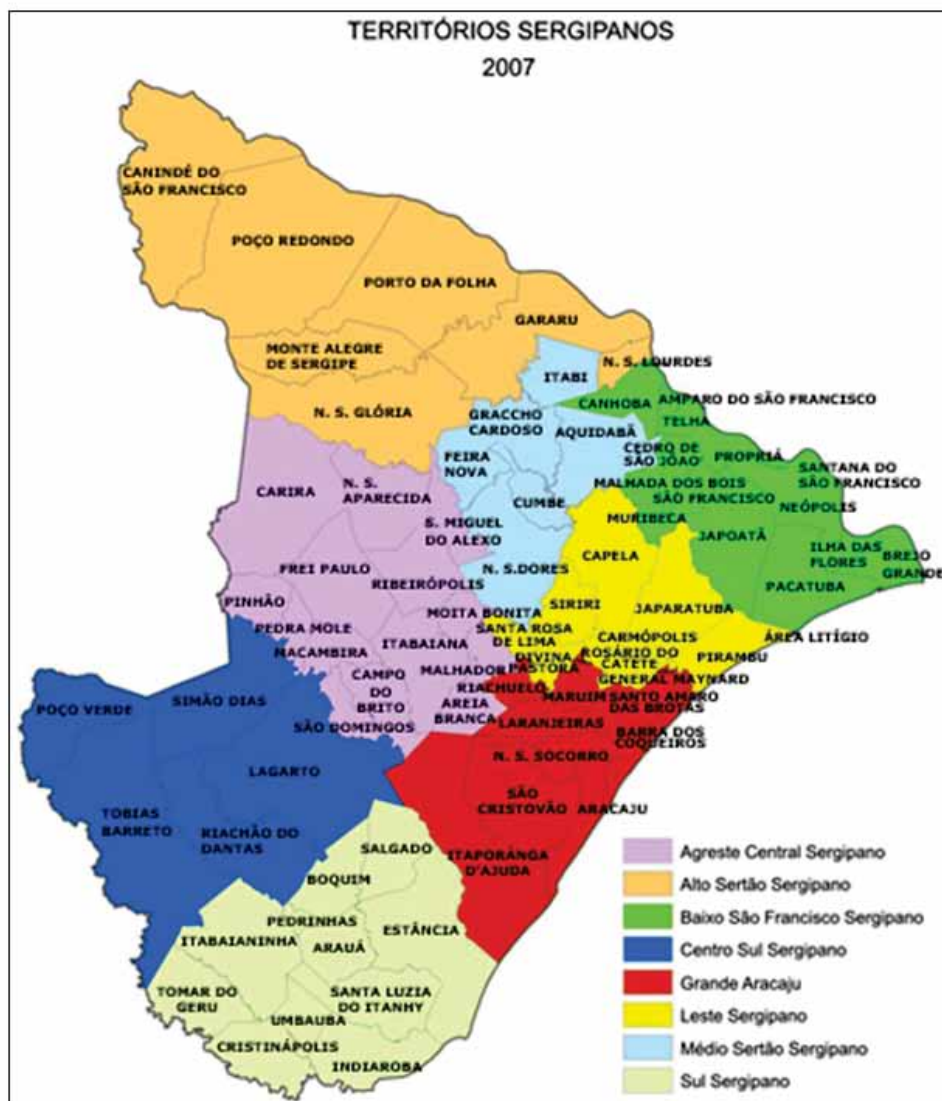 TERRITÓRIOS SERGIPANOS
2007
CANINDÉ DO
SÃO FRANCISCO
POÇO REDONDO
PORTO DA FOLHA
GARARU
MONTE ALEGRE
DE SERGIPE
N. S. LOURDES
ITABI
N. S. GLÓRIA
GRACCHO
CARDOSO
CANHOBA
AMPARO DO SÃO FRANCISCO
TELHA
AQUIDABÃ
FEIRA
NOVA
CEDRO DE
SÃO JOÃO
PROPRIÁ
SANTANA DO
SÃO FRANCISCO
CARIRA
N. S.
APARECIDA
MALHADA DOS BOIS
SÃO FRANCISCO
NEÓPOLIS
CUMBE
S. MIGUEL
DO ALEXO
MURIBECA
JAPOATÃ
ILHA DAS
FLORES
BREJO
GRANDE
CAPELA
FREI PAULO
RIBEIRÓPOLIS
N. S.DORES
PACATUBA
PINHÃO
MOITA BONITA
SIRIRI
JAPARATUBA
PEDRA MOLE
MACAMBIRA
ITABAIANA
SANTA ROSA
DE LIMA
CARMÓPOLIS
ÁREA LITÍGIO
DIVINA
PASTORA
ROSÁRIO DO
CATETE
PIRAMBU
CAMPO
DO
BRITO
MALHADOR
GENERAL MAYNARD
RIACHUELO
MARUIM
SANTO AMARO
DAS BROTAS
POÇO VERDE
SIMÃO DIAS
SÃO DOMINGOS
AREIA
BRANCA
LARANJEIRAS
BARRA DOS
COQUEIROS
N. S. SOCORRO
LAGARTO
SÃO
CRISTOVÃO
ARACAJU
TOBIAS
BARRETO
RIACHÃO DO
DANTAS
SALGADO
ITAPORANGA
D'AJUDA
BOQUIM
PEDRINHAS
ITABAIANINHA
ARAUÁ
ESTÂNCIA
TOMAR DO
GERU
SANTA LUZIA
DO ITANHY
UMBAUBA
CRISTINÁPOLIS
INDIAROBA
Agreste Central Sergipano
Alto Sertão Sergipano
Baixo São Francisco Sergipano
Centro Sul Sergipano
Grande Aracaju
Leste Sergipano
Médio Sertão Sergipano
Sul Sergipano